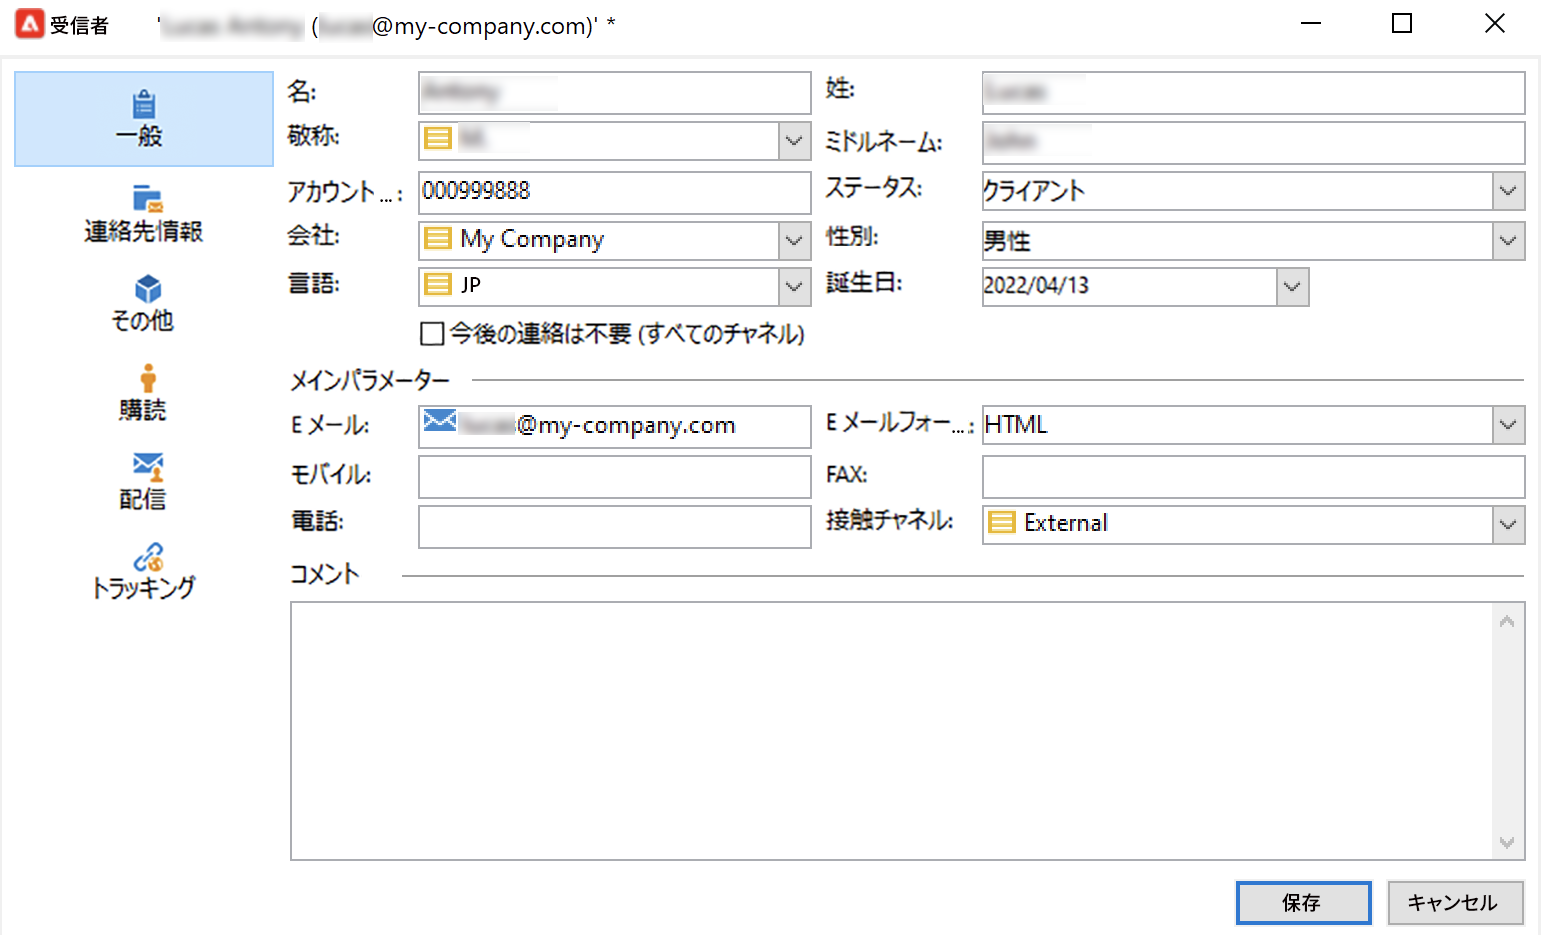 受信者 (@my-company.com)' *
一般
連絡先情報
その他
購読
配信
トラッキング
名:
姓:
敬称:
ミドルネーム:
アカウント ... : 000999888
ステータス: クライアント
会社: My Company
性別: 男性
言語: JP
誕生日: 2022/04/13
今後の連絡は不要 (すべてのチャネル)
メインパラメーター
E メール: @my-company.com
E メールフォー...: HTML
モバイル:
FAX:
電話:
接触チャネル: External
コメント
保存 キャンセル